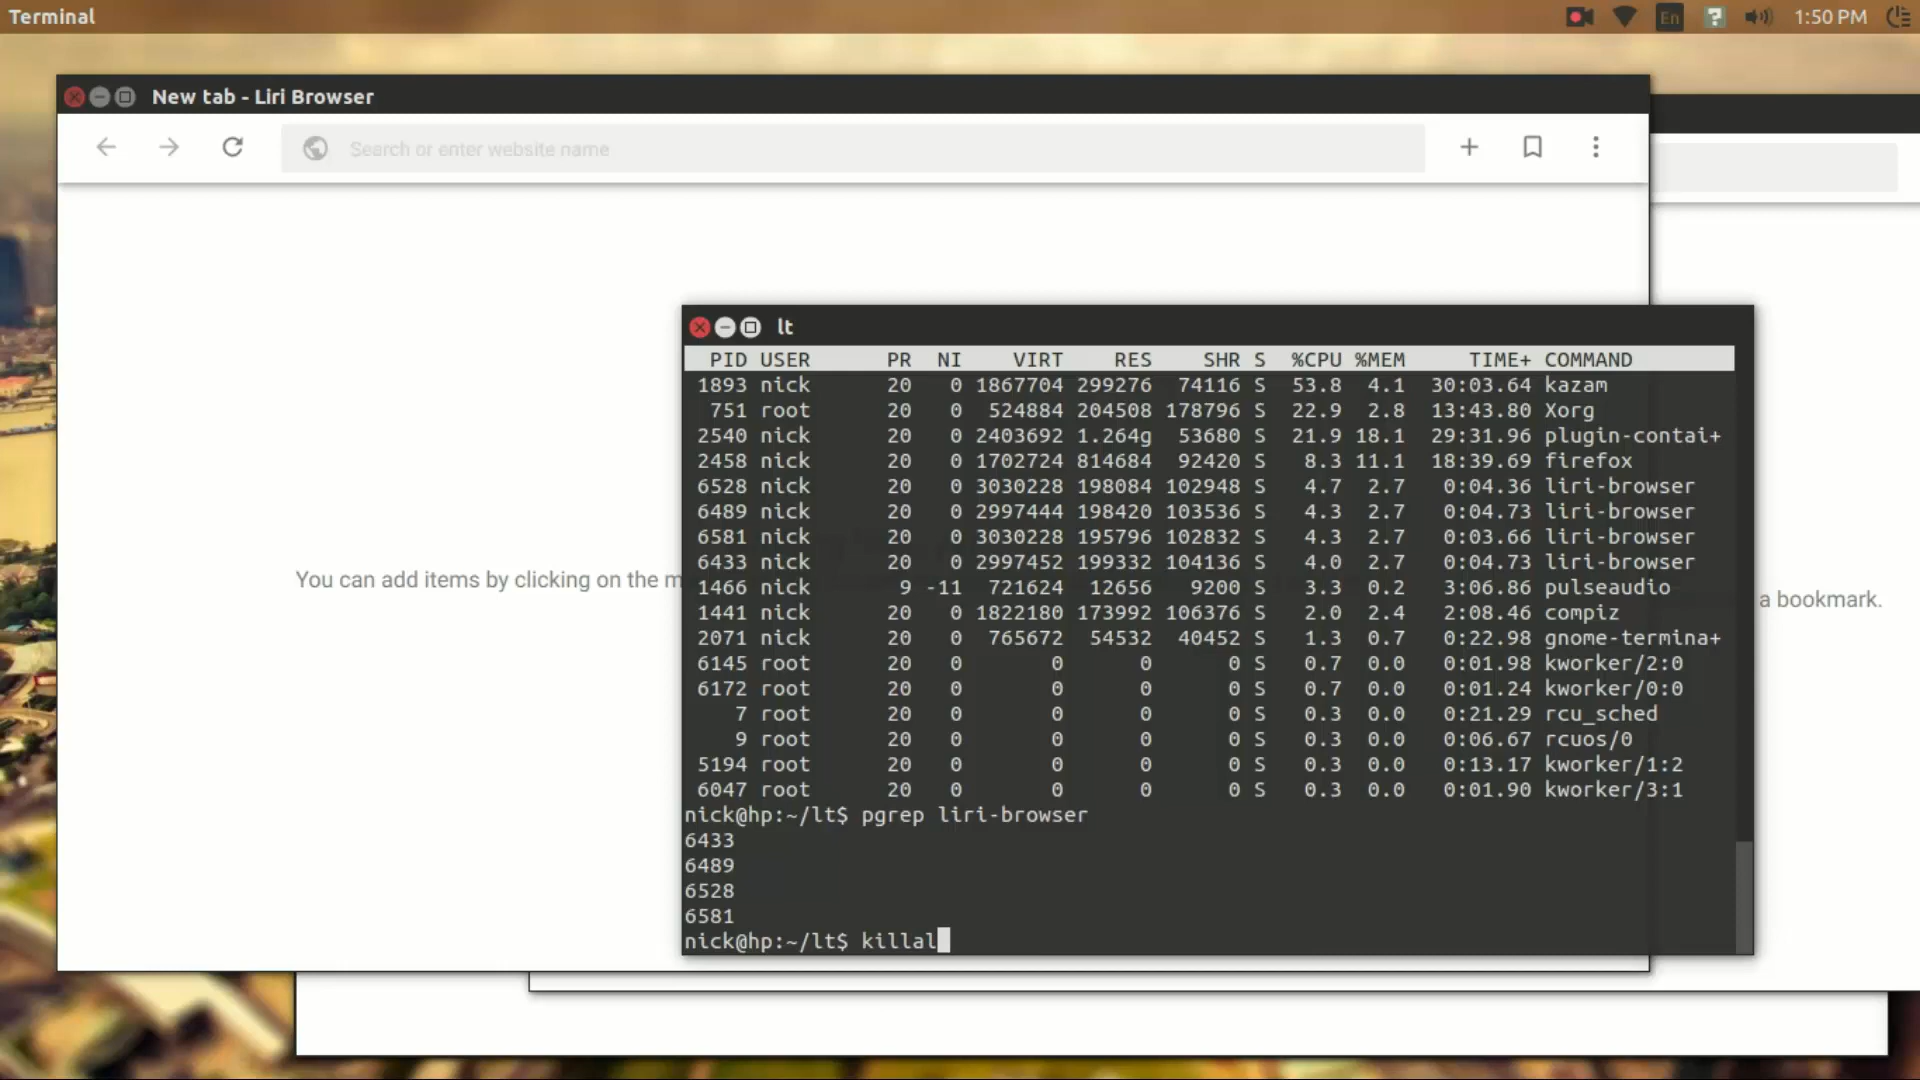 Terminal
En
1:50 PM
New tab - Liri Browser
Search or enter website name
You can add items by clicking on the m
a bookmark.
lt
PID USER PR NI VIRT RES SHR S %CPU %MEM TIME+ COMMAND
1893 nick 20 0 1867704 299276 74116 S 53.8 4.1 30:03.64 kazam
751 root 20 0 524884 204508 178796 S 22.9 2.8 13:43.80 Xorg
2540 nick 20 0 2403692 1.264g 53680 S 21.9 18.1 29:31.96 plugin-contai+
2458 nick 20 0 1702724 814684 92420 S 8.3 11.1 18:39.69 firefox
6528 nick 20 0 3030228 198084 102948 S 4.7 2.7 0:04.36 liri-browser
6489 nick 20 0 2997444 198420 103536 S 4.3 2.7 0:04.73 liri-browser
6581 nick 20 0 3030228 195796 102832 S 4.3 2.7 0:03.66 liri-browser
6433 nick 20 0 2997452 199332 104136 S 4.0 2.7 0:04.73 liri-browser
1466 nick 9 -11 721624 12656 9200 S 3.3 0.2 3:06.86 pulseaudio
1441 nick 20 0 1822180 173992 106376 S 2.0 2.4 2:08.46 compiz
2071 nick 20 0 765672 54532 40452 S 1.3 0.7 0:22.98 gnome-termina+
6145 root 20 0 0 0 0 S 0.7 0.0 0:01.98 kworker/2:0
6172 root 20 0 0 0 0 S 0.7 0.0 0:01.24 kworker/0:0
7 root 20 0 0 0 0 S 0.3 0.0 0:21.29 rcu_sched
9 root 20 0 0 0 0 S 0.3 0.0 0:06.67 rcuos/0
5194 root 20 0 0 0 0 S 0.3 0.0 0:13.17 kworker/1:2
6047 root 20 0 0 0 0 S 0.3 0.0 0:01.90 kworker/3:1
nick@hp:~/lt$ pgrep liri-browser
6433
6489
6528
6581
nick@hp:~/lt$ killal